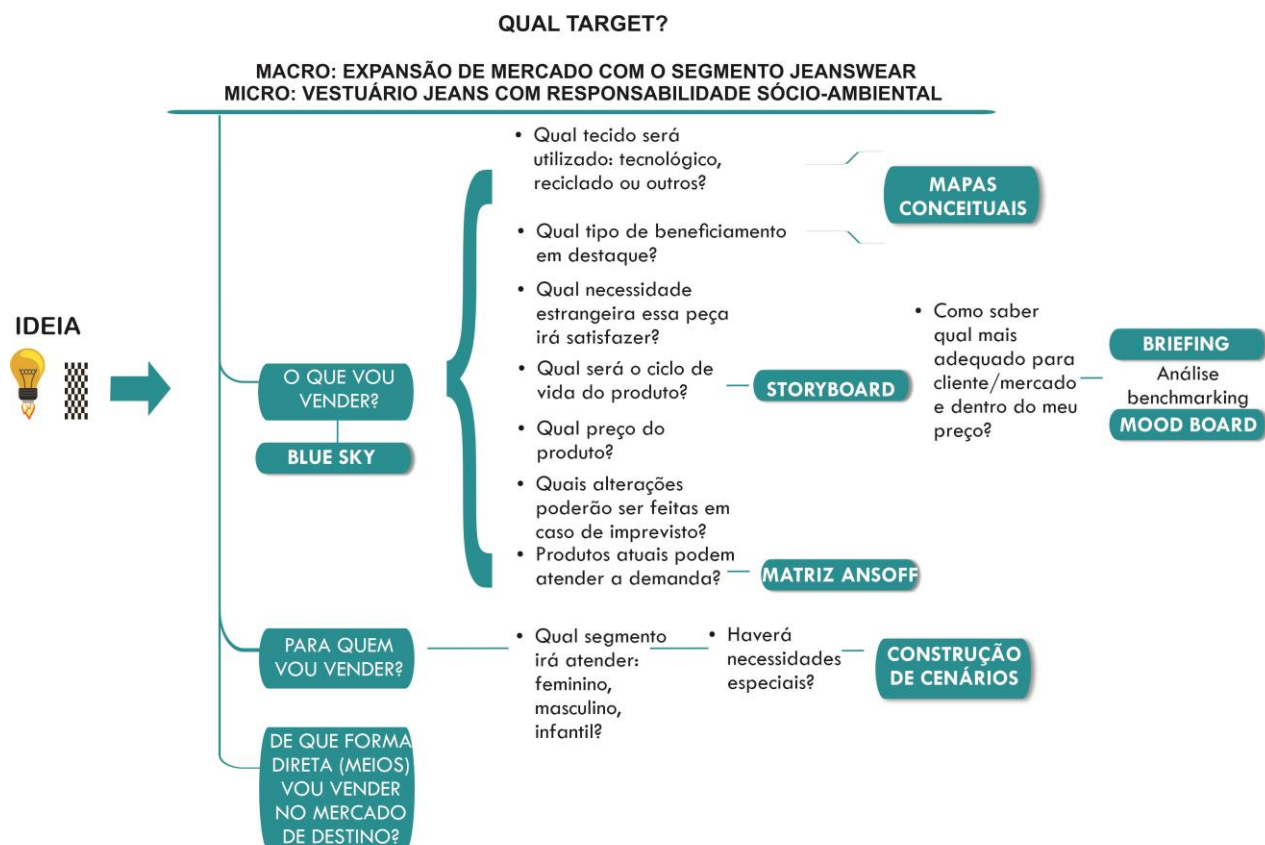 QUAL TARGET?
MACRO: EXPANSÃO DE MERCADO COM O SEGMENTO JEANSWEAR
MICRO: VESTUÁRIO JEANS COM RESPONSABILIDADE SÓCIO-AMBIENTAL
IDEIA
O QUE VOU
VENDER?
BLUE SKY
• Qual tecido será
utilizado: tecnológico,
reciclado ou outros?
• Qual tipo de beneficiamento
em destaque?
MAPAS
CONCEITUAIS
• Qual necessidade
estrangeira essa peça
irá satisfazer?
• Qual será o ciclo de
vida do produto?
STORYBOARD
• Qual preço do
produto?
• Quais alterações
poderão ser feitas em
caso de imprevisto?
• Produtos atuais podem
atender a demanda?
MATRIZ ANSOFF
• Como saber
qual mais
adequado para
cliente/mercado
e dentro do meu
preço?
BRIEFING
Análise
benchmarking
MOOD BOARD
PARA QUEM
VOU VENDER?
• Qual segmento
irá atender:
feminino,
masculino,
infantil?
• Haverá
necessidades
especiais?
CONSTRUÇÃO
DE CENÁRIOS
DE QUE FORMA
DIRETA (MEIOS)
VOU VENDER
NO MERCADO
DE DESTINO?